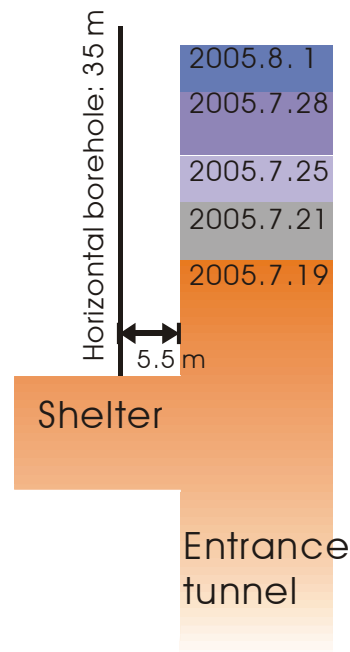 Horizontal borehole: 35 m
2005.8. 1
2005.7.28
2005.7.25
2005.7.21
2005.7.19
5.5 m
Shelter
Entrance
tunnel